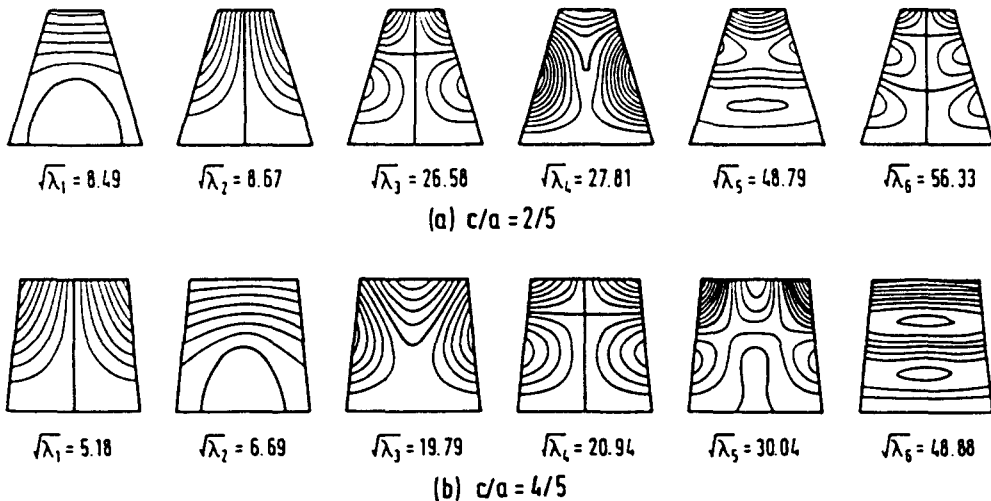 √λ₁ = 8.49 √λ₂ = 8.67 √λ₃ = 26.58 √λ₄ = 27.81 √λ₅ = 48.79 √λ₆ = 56.33
(a) c/a = 2/5
√λ₁ = 5.18 √λ₂ = 6.69 √λ₃ = 19.79 √λ₄ = 20.94 √λ₅ = 30.04 √λ₆ = 48.88
(b) c/a = 4/5